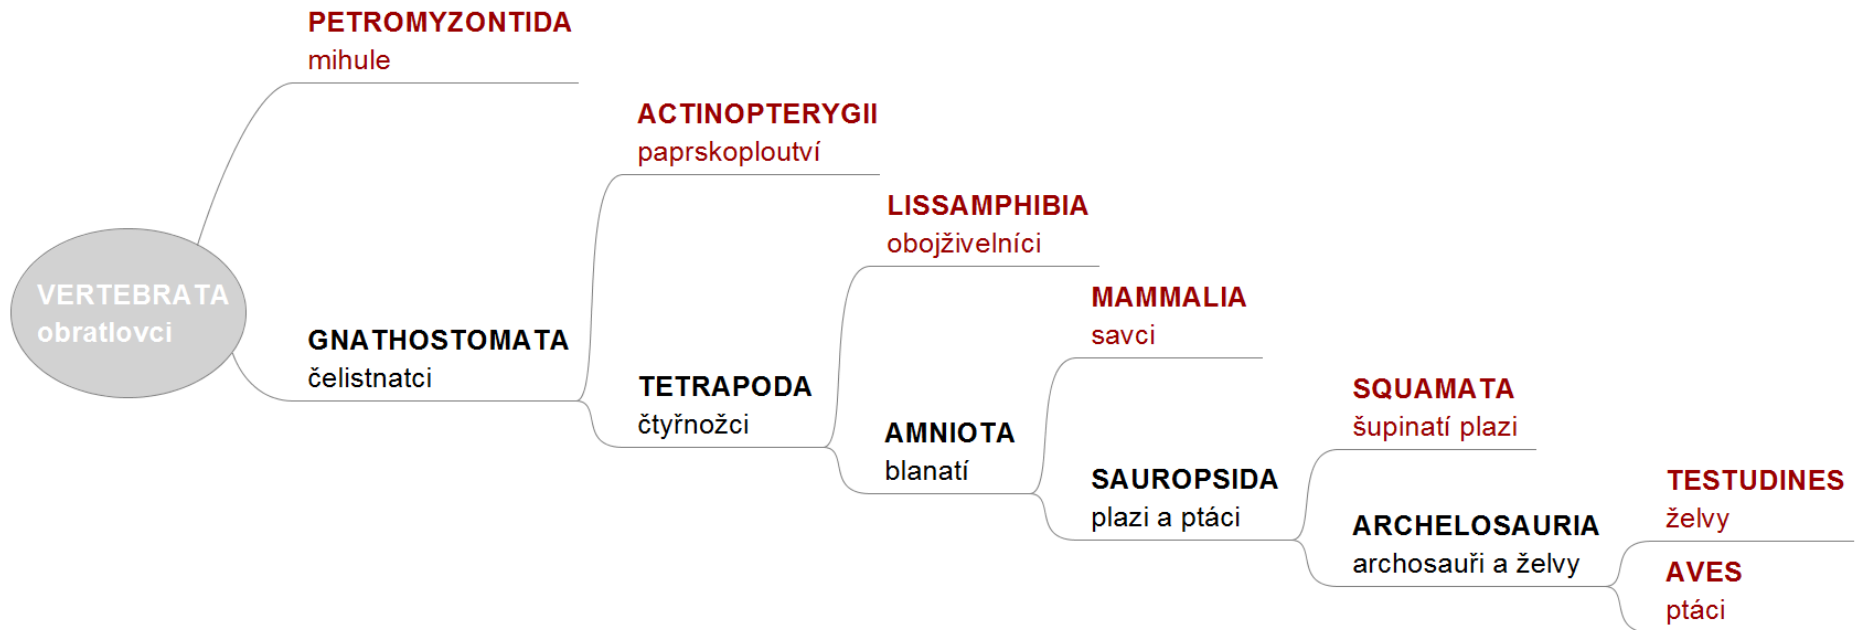 PETROMYZONTIDA
mihule
ACTINOPTERYGII
paprskoploutví
LISSAMPHIBIA
obojživelníci
VERTEBRATA
obratlovci
MAMMALIA
savci
GNATHOSTOMATA
čelistnatci
TETRAPODA
čtyřnožci
SQUAMATA
šupinatí plazi
AMNIOTA
blanatí
SAUROPSIDA
plazi a ptáci
TESTUDINES
želvy
ARCHELOSAURIA
archosauři a želvy
AVES
ptáci